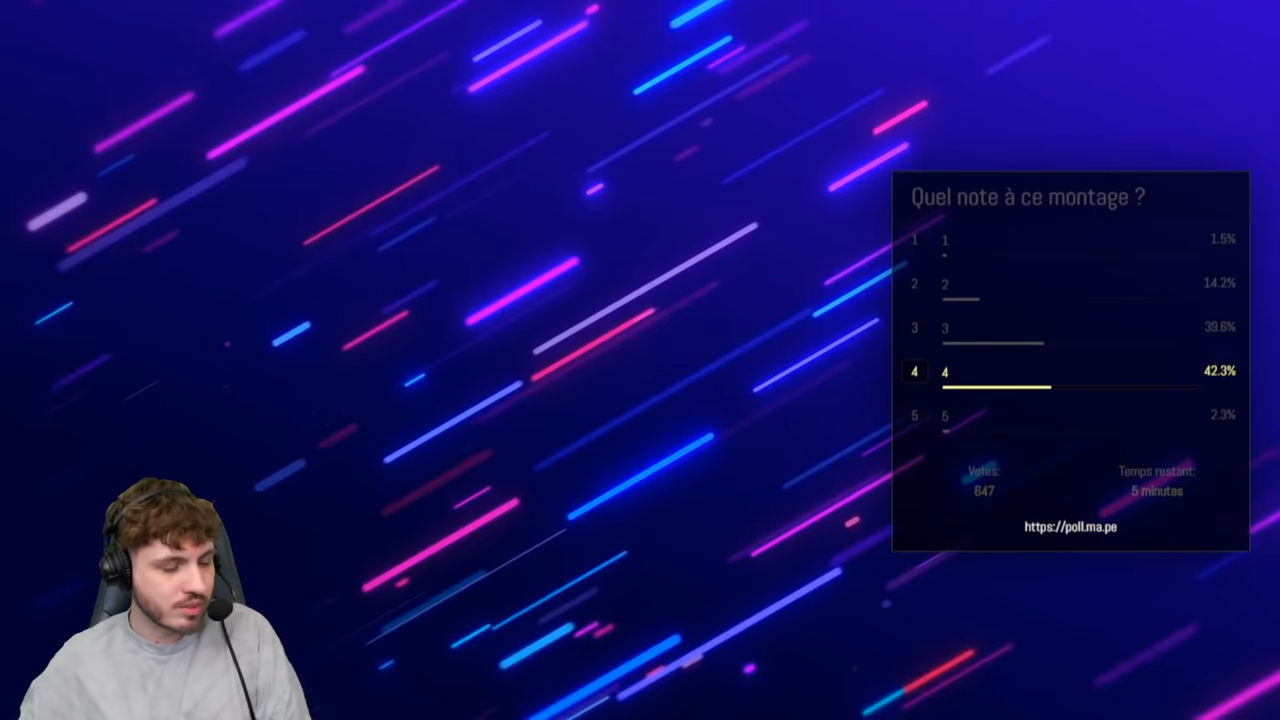 Quel note à ce montage ?
1 1 1.5%
2 2 14.2%
3 3 39.6%
4 4 42.3%
5 5 2.3%
Votes: Temps restant:
647 5 minutes
https://poll.ma.pe